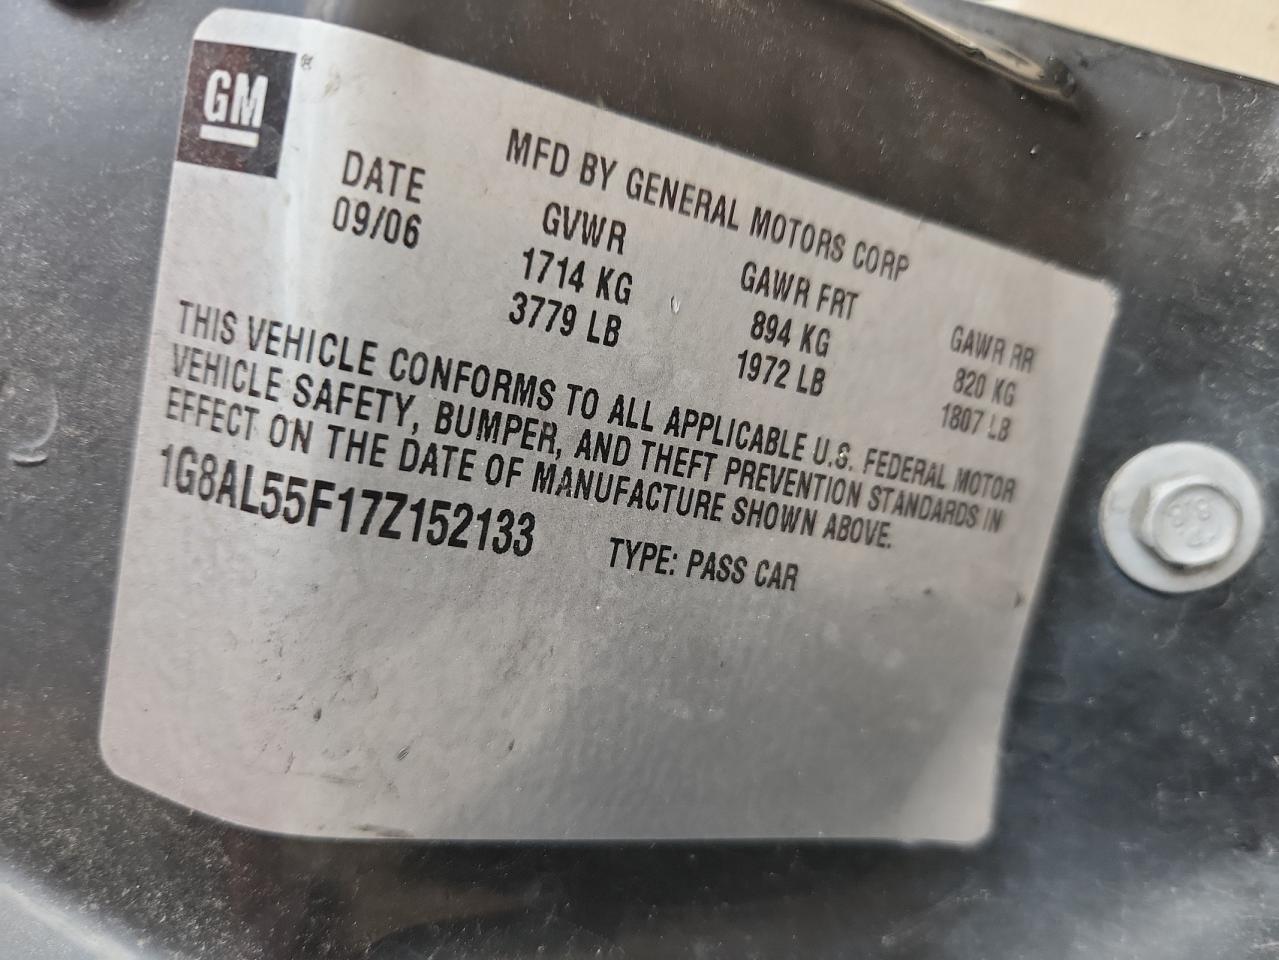 GM
MFD BY GENERAL MOTORS CORP
DATE GVWR GAWR FRT GAWR RR
09/06 1714 KG 894 KG 820 KG
3779 LB 1972 LB 1807 LB
THIS VEHICLE CONFORMS TO ALL APPLICABLE U.S. FEDERAL MOTOR
VEHICLE SAFETY, BUMPER, AND THEFT PREVENTION STANDARDS IN
EFFECT ON THE DATE OF MANUFACTURE SHOWN ABOVE.
1G8AL55F17Z152133 TYPE: PASS CAR